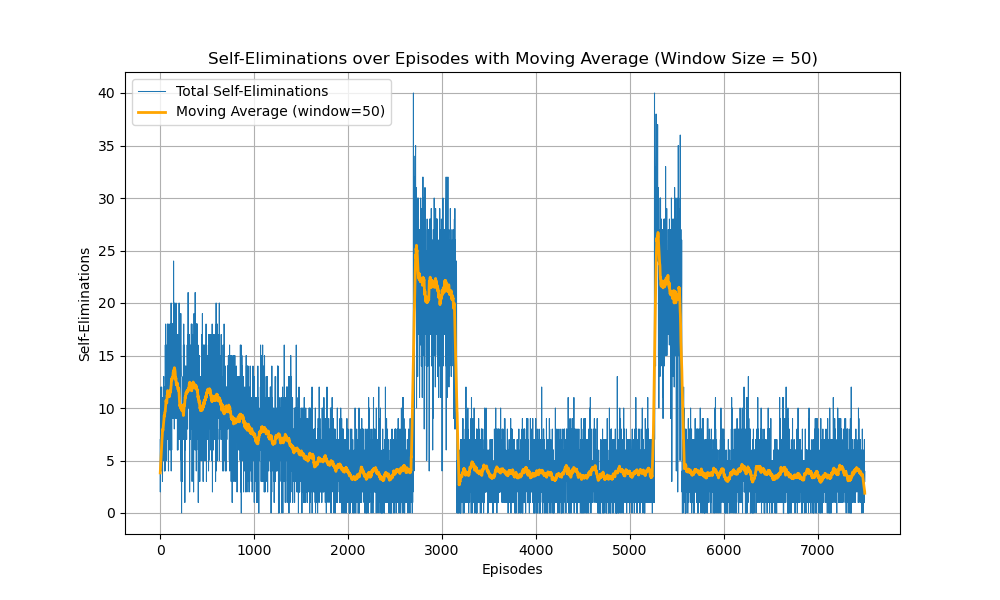 Self-Eliminations over Episodes with Moving Average (Window Size = 50)
Total Self-Eliminations
Moving Average (window=50)
Self-Eliminations
40
35
30
25
20
15
10
5
0
0 1000 2000 3000 4000 5000 6000 7000
Episodes